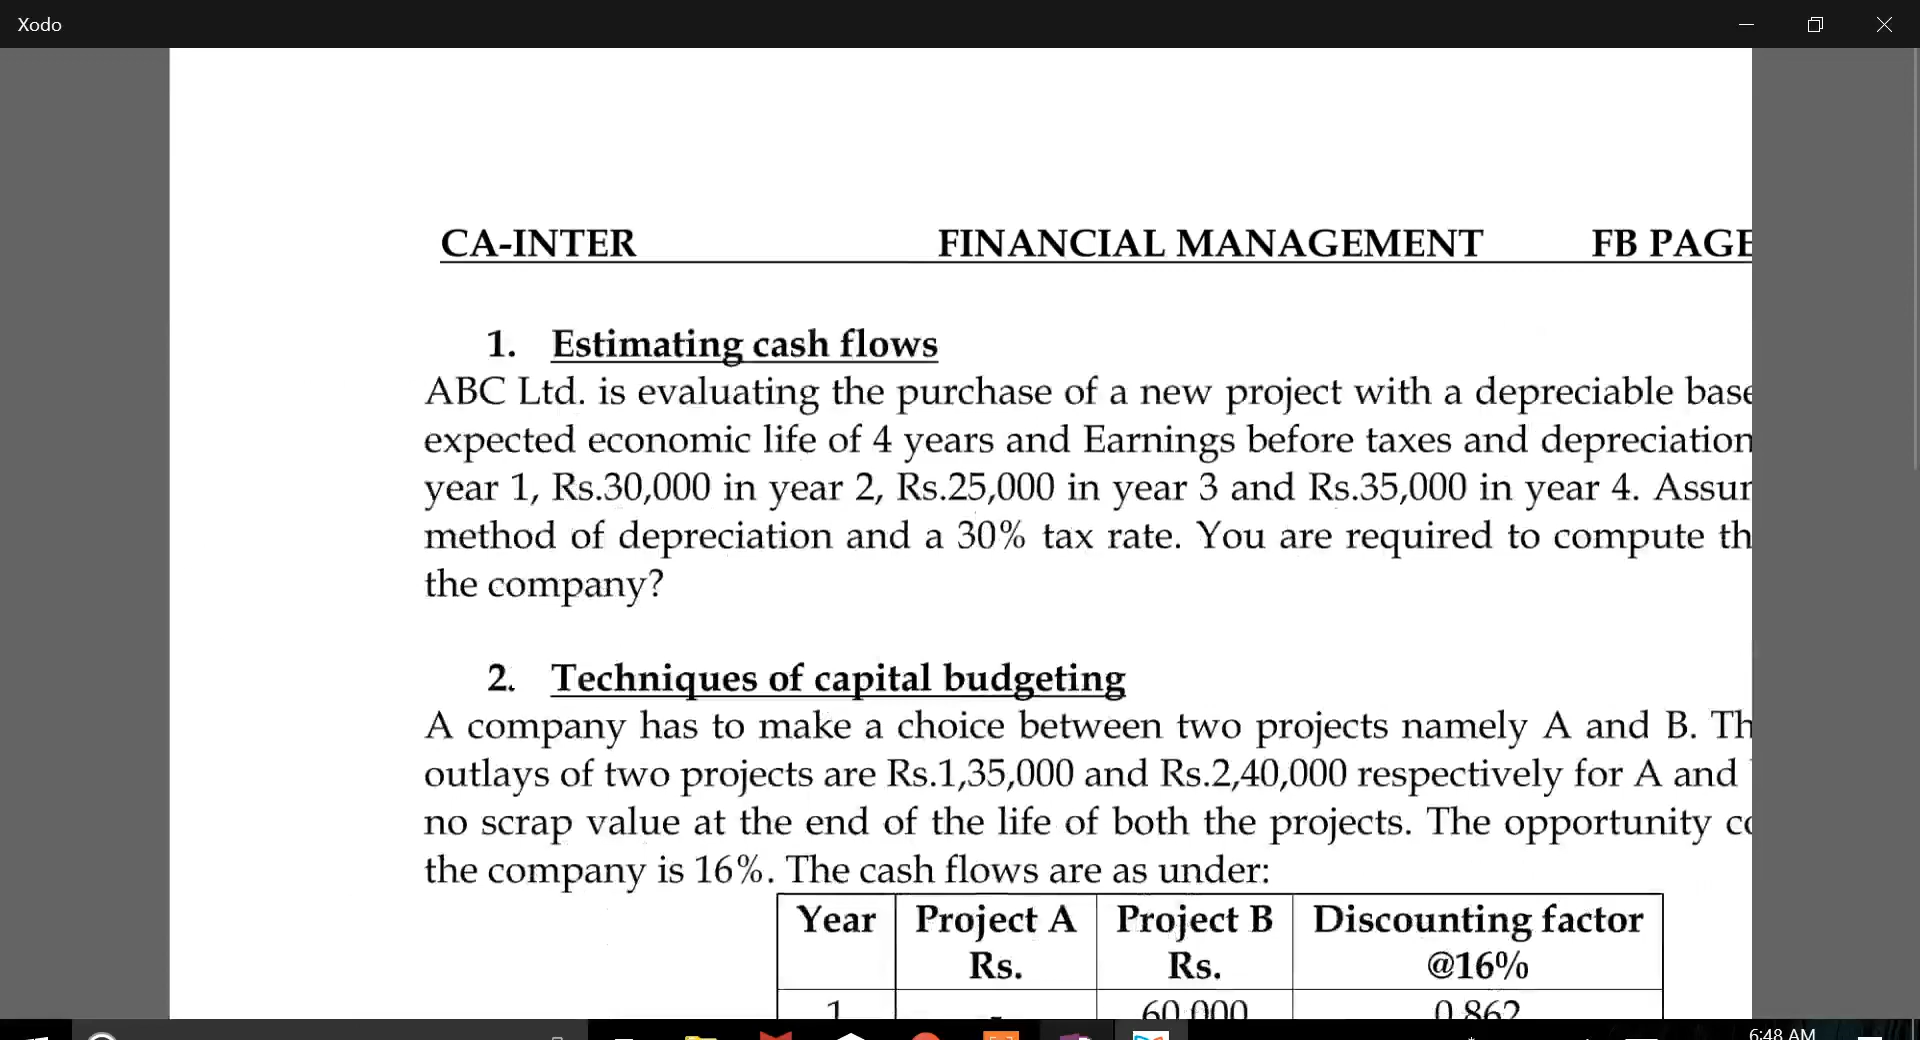 Xodo
CA-INTER FINANCIAL MANAGEMENT FB PAGE
1. Estimating cash flows
ABC Ltd. is evaluating the purchase of a new project with a depreciable base
expected economic life of 4 years and Earnings before taxes and depreciation
year 1, Rs.30,000 in year 2, Rs.25,000 in year 3 and Rs.35,000 in year 4.
method of depreciation and a 30% tax rate. You are required to compute
the company?
2. Techniques of capital budgeting
A company has to make a choice between two projects namely A and B.
outlays of two projects are Rs.1,35,000 and Rs.2,40,000 respectively for A and
no scrap value at the end of the life of both the projects. The opportunity
the company is 16%. The cash flows are as under:
Year Project A Project B Discounting factor
Rs. Rs. @16%
1 - 60,000 0.862
6:48 AM